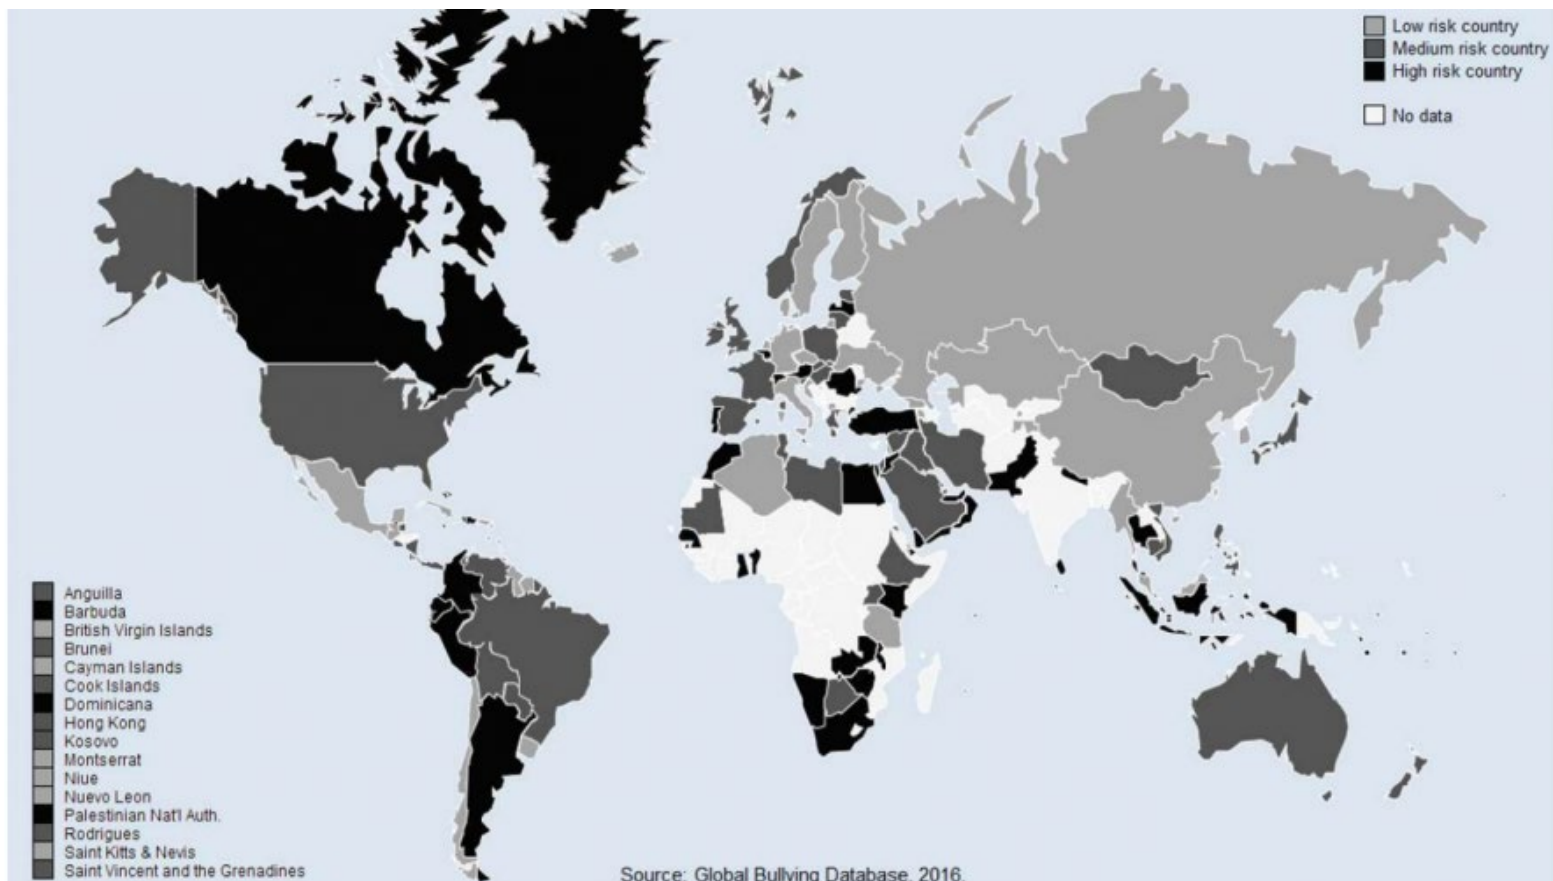 Low risk country
Medium risk country
High risk country
No data
Anguilla
Barbuda
British Virgin Islands
Brunei
Cayman Islands
Cook Islands
Dominicana
Hong Kong
Kosovo
Montserrat
Niue
Nuevo Leon
Palestinian Nat'l Auth.
Rodrigues
Saint Kitts & Nevis
Saint Vincent and the Grenadines
Source: Global Bullying Database, 2016.